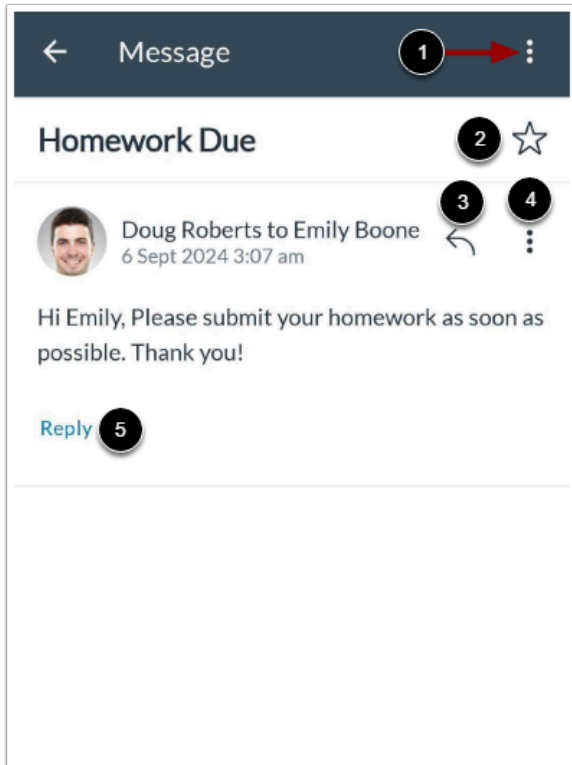 Message
1
Homework Due
2
3
4
Doug Roberts to Emily Boone
6 Sept 2024 3:07 am
Hi Emily, Please submit your homework as soon as
possible. Thank you!
Reply
5